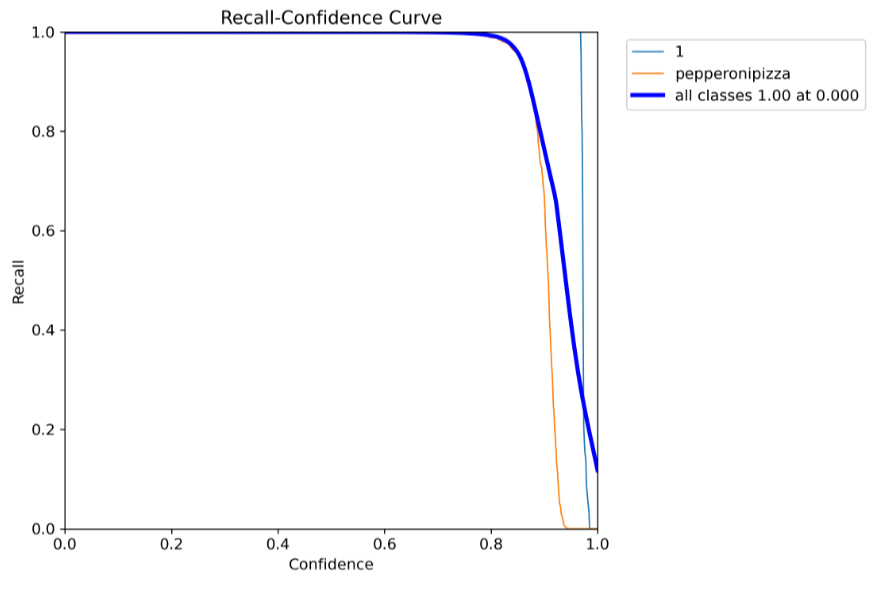 Recall-Confidence Curve
1.0
0.8
0.6
0.4
0.2
0.0
Recall
0.0 0.2 0.4 0.6 0.8 1.0
Confidence
1
pepperonipizza
all classes 1.00 at 0.000